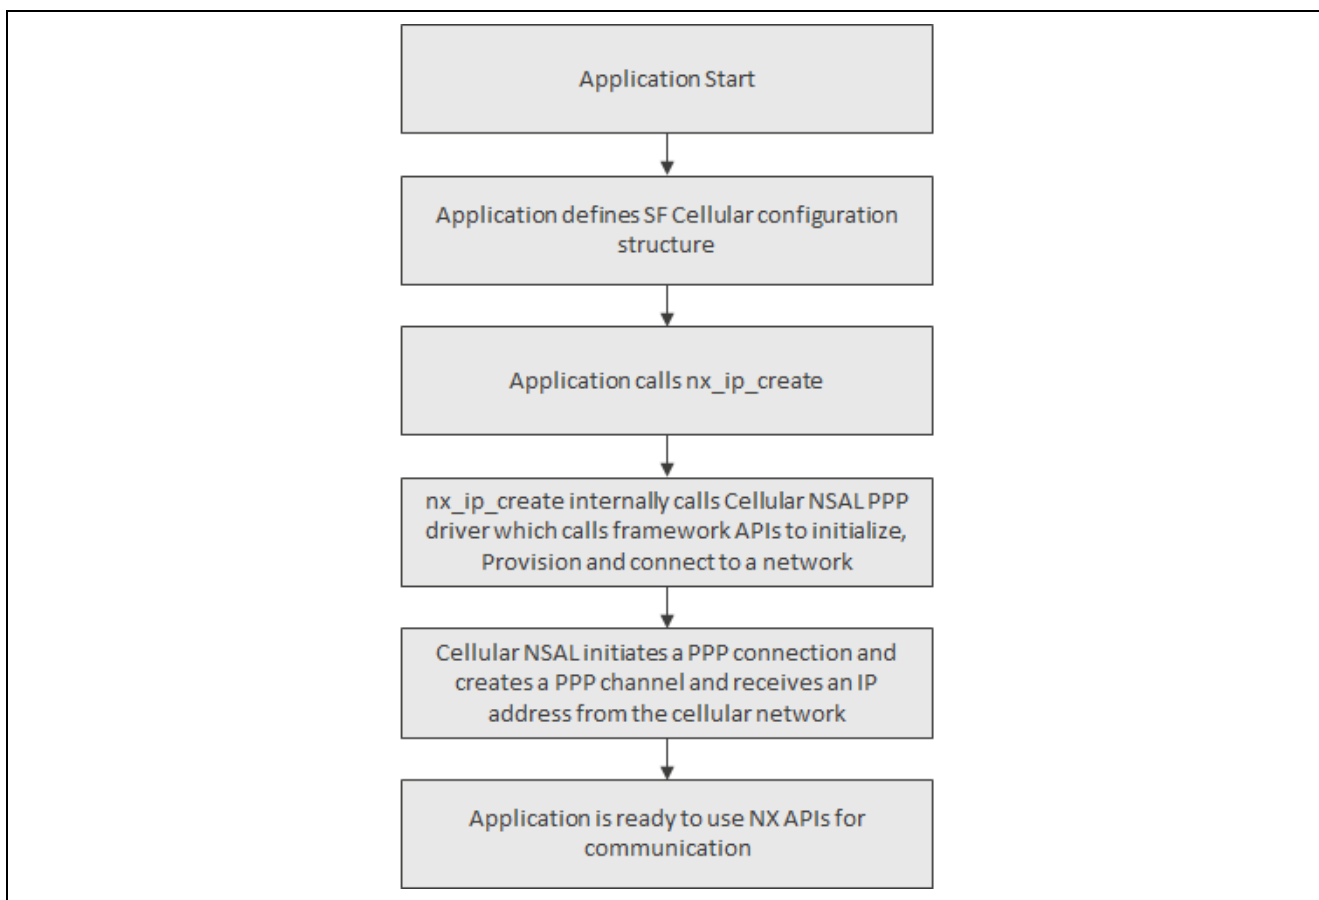 Application Start
Application defines SF Cellular configuration
structure
Application calls nx_ip_create
nx_ip_create internally calls Cellular NSAL PPP
driver which calls framework APIs to initialize,
Provision and connect to a network
Cellular NSAL initiates a PPP connection and
creates a PPP channel and receives an IP
address from the cellular network
Application is ready to use NX APIs for
communication